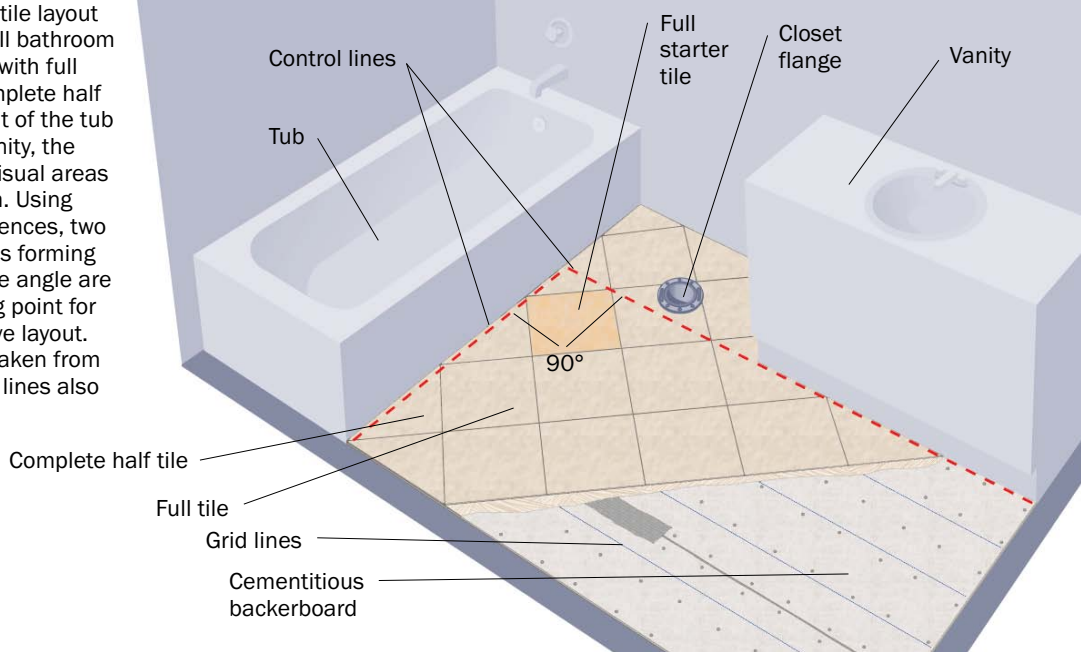 tile layout
ll bathroom
with full
mplete half
t of the tub
nity, the
isual areas
n. Using
ences, two
s forming
e angle are
g point for
ve layout.
aken from
lines also
Control lines
Tub
Full
starter
tile
Closet
flange
Vanity
90°
Complete half tile
Full tile
Grid lines
Cementitious
backerboard